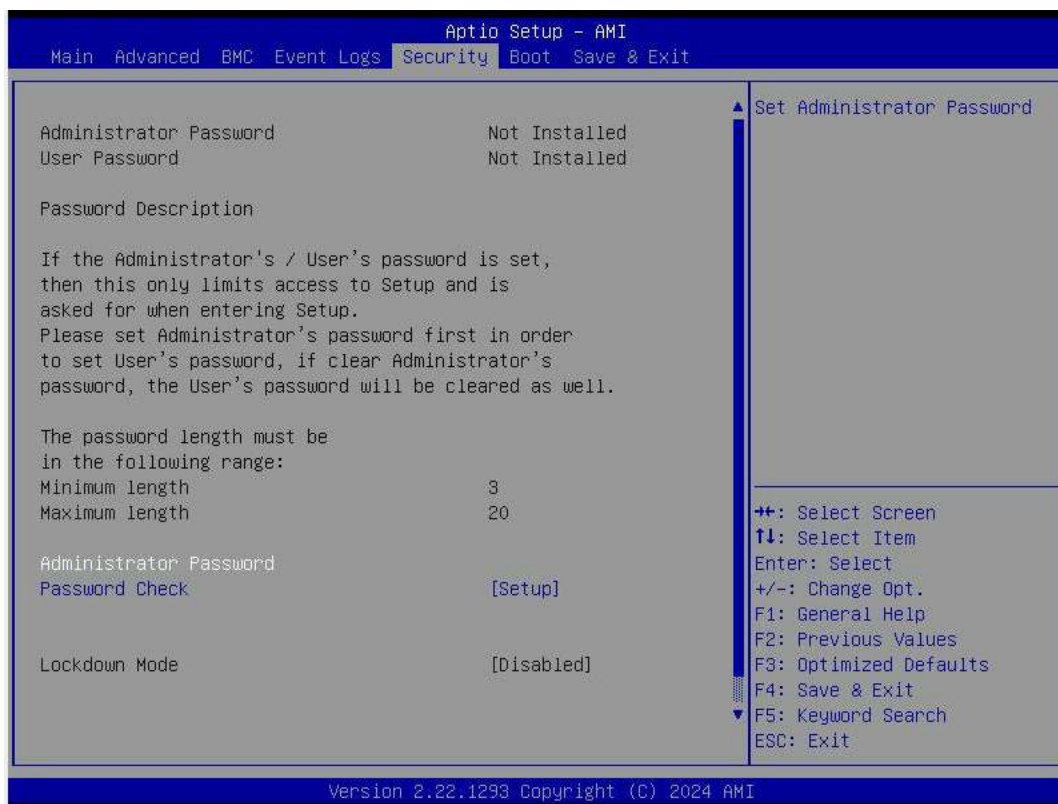 Aptio Setup – AMI
Main Advanced BMC Event Logs Security Boot Save & Exit
Administrator Password Not Installed
User Password Not Installed
Password Description
If the Administrator's / User's password is set,
then this only limits access to Setup and is
asked for when entering Setup.
Please set Administrator's password first in order
to set User's password, if clear Administrator's
password, the User's password will be cleared as well.
The password length must be
in the following range:
Minimum length 3
Maximum length 20
Administrator Password
Password Check [Setup]
Lockdown Mode [Disabled]
Set Administrator Password
→←: Select Screen
↑↓: Select Item
Enter: Select
+/-: Change Opt.
F1: General Help
F2: Previous Values
F3: Optimized Defaults
F4: Save & Exit
F5: Keyword Search
ESC: Exit
Version 2.22.1293 Copyright (C) 2024 AMI